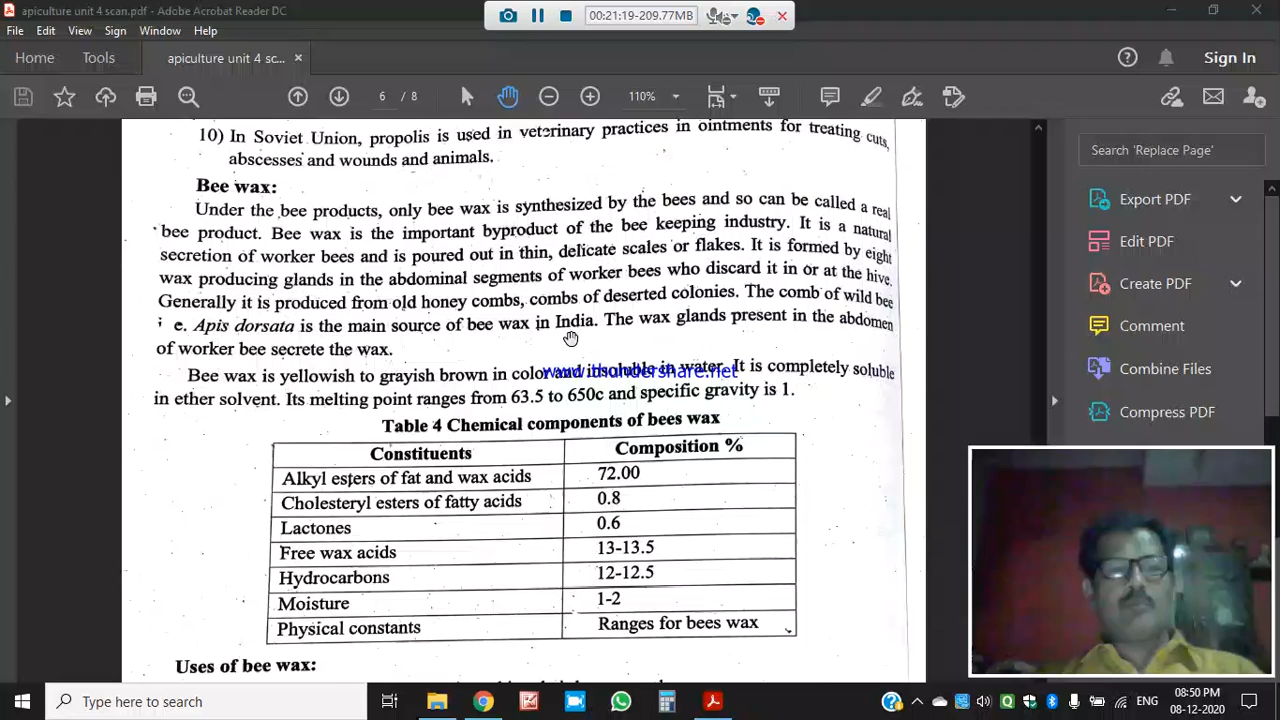 apiculture unit 4 scan.pdf - Adobe Acrobat Reader DC
00:21:19-209.77MB
File Edit View Sign Window Help
Home Tools apiculture unit 4 sc... × Sign In
6 / 8 110%
10) In Soviet Union, propolis is used in veterinary practices in ointments for treating cuts,
abscesses and wounds and animals.
Bee wax:
Under the bee products, only bee wax is synthesized by the bees and so can be called a real
bee product. Bee wax is the important byproduct of the bee keeping industry. It is a natural
secretion of worker bees and is poured out in thin, delicate scales or flakes. It is formed by eight
wax producing glands in the abdominal segments of worker bees who discard it in or at the hive.
Generally it is produced from old honey combs, combs of deserted colonies. The comb of wild bee
i e. Apis dorsata is the main source of bee wax in India. The wax glands present in the abdomen
of worker bee secrete the wax.
Bee wax is yellowish to grayish brown in color and insoluble in water. It is completely soluble
www.thundershare.net
in ether solvent. Its melting point ranges from 63.5 to 650c and specific gravity is 1.
Table 4 Chemical components of bees wax
Constituents Composition %
Alkyl esters of fat and wax acids 72.00
Cholesteryl esters of fatty acids 0.8
Lactones 0.6
Free wax acids 13-13.5
Hydrocarbons 12-12.5
Moisture 1-2
Physical constants Ranges for bees wax
Uses of bee wax:
Search 'Replace Page'
Export PDF
Edit PDF
Create PDF
Comment
Combine Files
Compress PDF
Type here to search
ENG
08:50 PM
08-12-2020